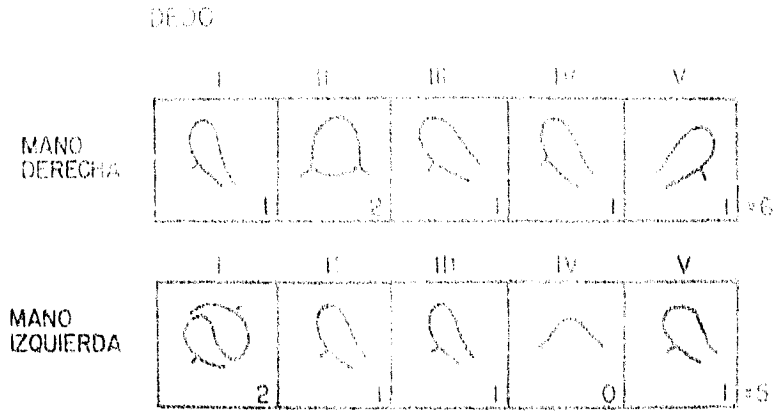 DEDO
I II III IV V
MANO
DERECHA
1 2 1 1 1 =6
I II III IV V
MANO
IZQUIERDA
2 1 1 0 1 =5